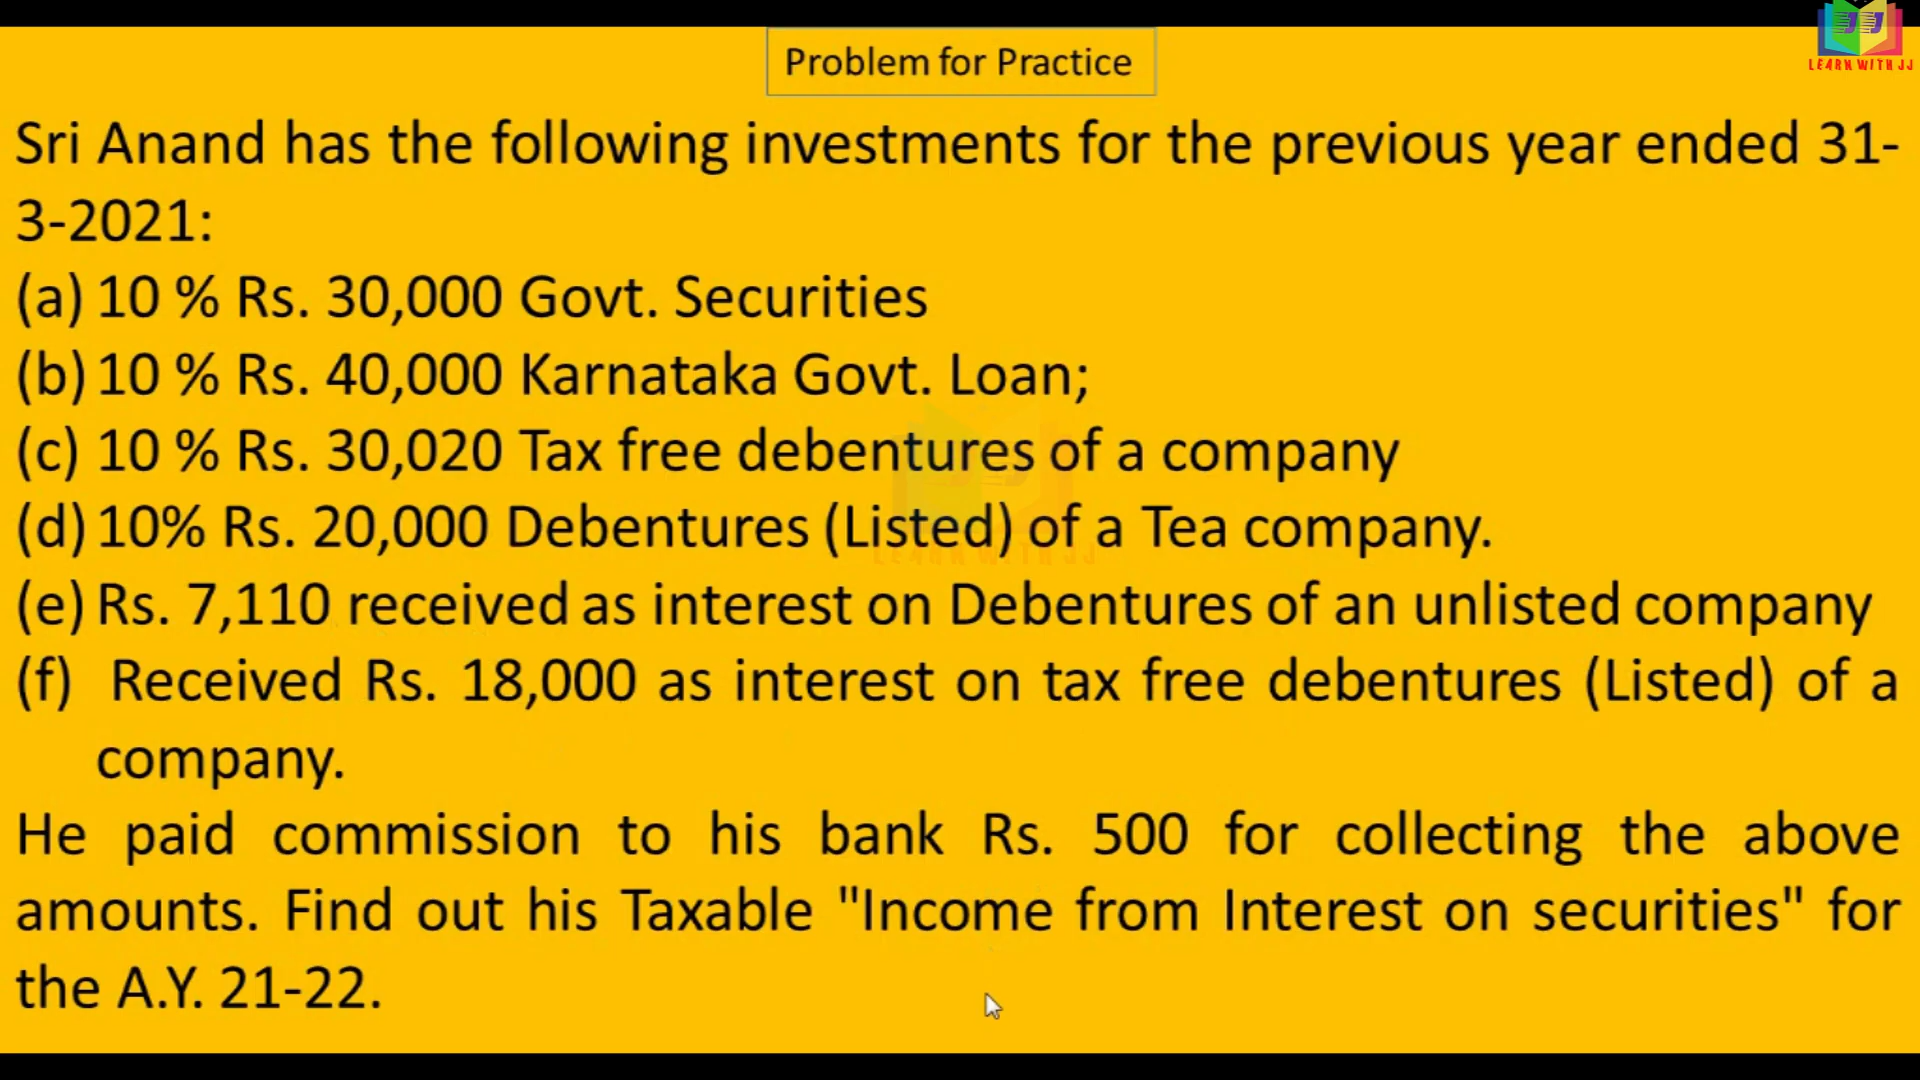 Problem for Practice
LEARN WITH JJ
Sri Anand has the following investments for the previous year ended 31-
3-2021:
(a) 10 % Rs. 30,000 Govt. Securities
(b) 10 % Rs. 40,000 Karnataka Govt. Loan;
(c) 10 % Rs. 30,020 Tax free debentures of a company
(d) 10% Rs. 20,000 Debentures (Listed) of a Tea company.
(e) Rs. 7,110 received as interest on Debentures of an unlisted company
(f) Received Rs. 18,000 as interest on tax free debentures (Listed) of a
company.
He paid commission to his bank Rs. 500 for collecting the above
amounts. Find out his Taxable "Income from Interest on securities" for
the A.Y. 21-22.
LEARN WITH JJ